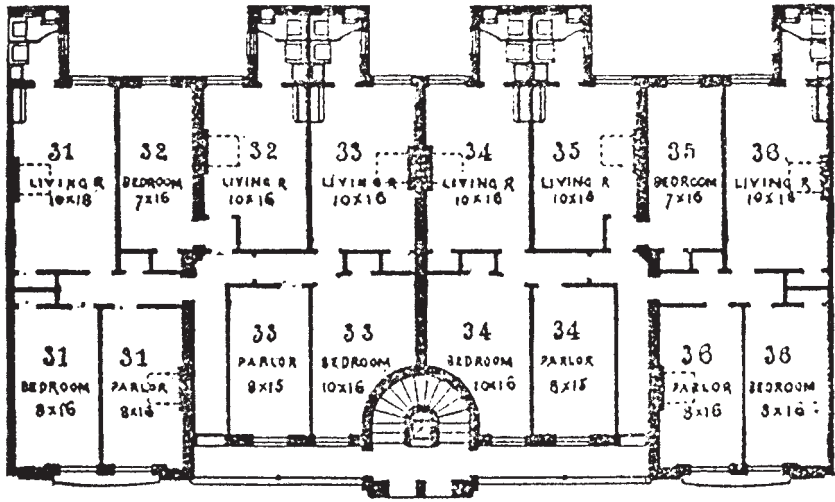 31
LIVING R
10x18
32
BEDROOM
7x16
32
LIVING R
10x16
33
LIVING R
10x16
34
LIVING R
10x16
35
LIVING R
10x16
35
BEDROOM
7x16
36
LIVING R
10x18
31
BEDROOM
8x16
31
PARLOR
8x16
33
PARLOR
8x15
33
BEDROOM
10x16
34
BEDROOM
10x16
34
PARLOR
8x15
36
PARLOR
8x16
36
BEDROOM
8x16